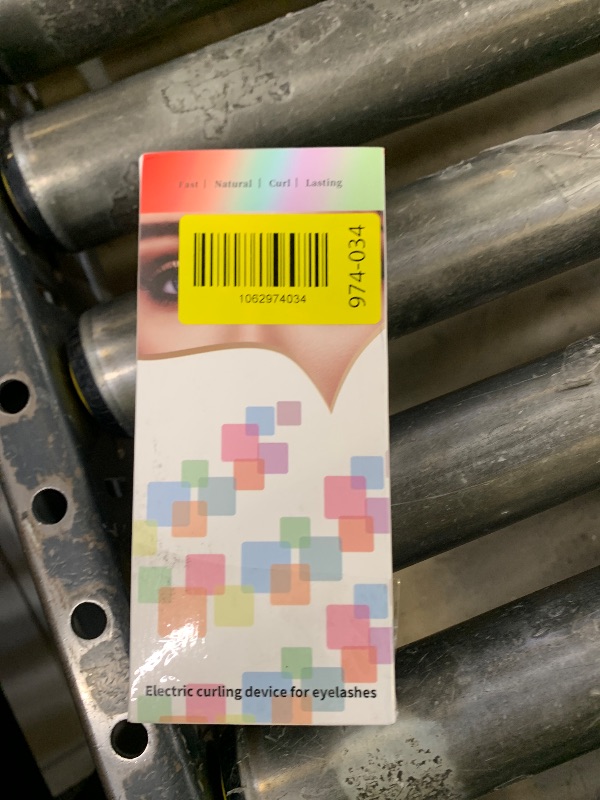 Fast | Natural | Curl | Lasting
1062974034
974-034
Electric curling device for eyelashes